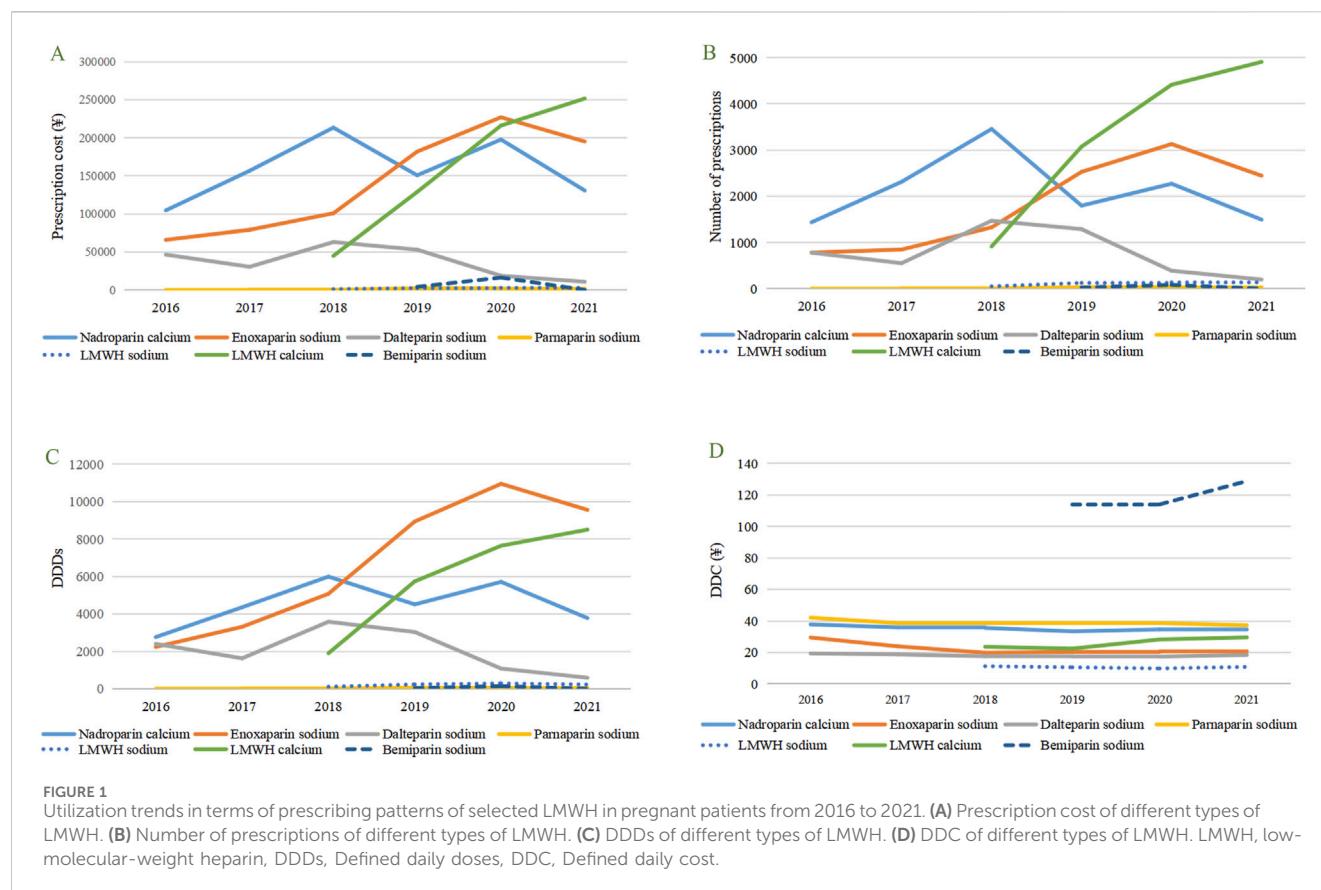 A
Prescription cost (¥)
300000
250000
200000
150000
100000
50000
0
2016 2017 2018 2019 2020 2021
Nadroparin calcium Enoxaparin sodium Dalteparin sodium Parnaparin sodium
LMWH sodium LMWH calcium Bemiparin sodium
B
Number of prescriptions
5000
4000
3000
2000
1000
0
2016 2017 2018 2019 2020 2021
Nadroparin calcium Enoxaparin sodium Dalteparin sodium Parnaparin sodium
LMWH sodium LMWH calcium Bemiparin sodium
C
DDDs
12000
10000
8000
6000
4000
2000
0
2016 2017 2018 2019 2020 2021
Nadroparin calcium Enoxaparin sodium Dalteparin sodium Parnaparin sodium
LMWH sodium LMWH calcium Bemiparin sodium
D
DDC (¥)
140
120
100
80
60
40
20
0
2016 2017 2018 2019 2020 2021
Nadroparin calcium Enoxaparin sodium Dalteparin sodium Parnaparin sodium
LMWH sodium LMWH calcium Bemiparin sodium
FIGURE 1
Utilization trends in terms of prescribing patterns of selected LMWH in pregnant patients from 2016 to 2021. (A) Prescription cost of different types of
LMWH. (B) Number of prescriptions of different types of LMWH. (C) DDDs of different types of LMWH. (D) DDC of different types of LMWH. LMWH, low-
molecular-weight heparin, DDDs, Defined daily doses, DDC, Defined daily cost.